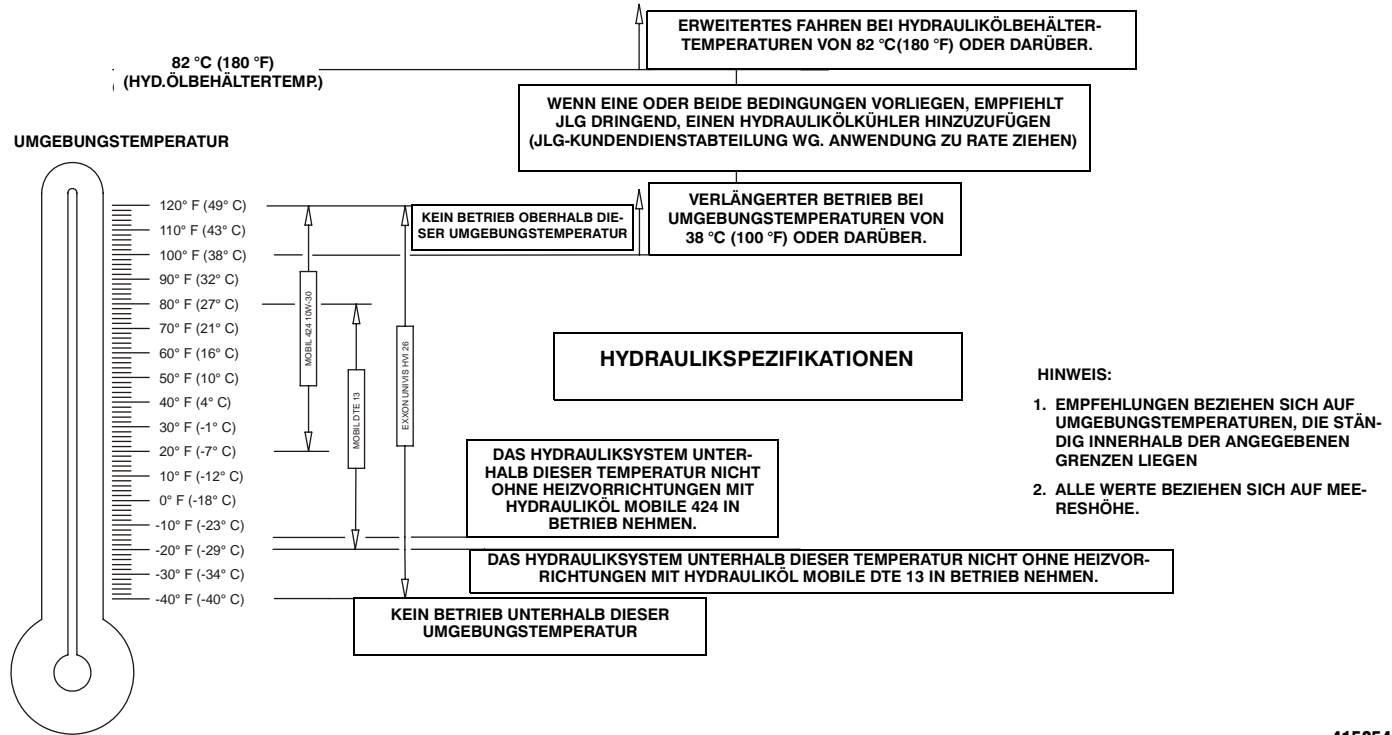 ERWEITERTES FAHREN BEI HYDRAULIKÖLBEHÄLTER-
TEMPERATUREN VON 82 °C(180 °F) ODER DARÜBER.
82 °C (180 °F)
(HYD.ÖLBEHÄLTERTEMP.)
WENN EINE ODER BEIDE BEDINGUNGEN VORLIEGEN, EMPFIEHLT
JLG DRINGEND, EINEN HYDRAULIKÖLKÜHLER HINZUZUFÜGEN
(JLG-KUNDENDIENSTABTEILUNG WG. ANWENDUNG ZU RATE ZIEHEN)
UMGEBUNGSTEMPERATUR
VERLÄNGERTER BETRIEB BEI
UMGEBUNGSTEMPERATUREN VON
38 °C (100 °F) ODER DARÜBER.
KEIN BETRIEB OBERHALB DIE-
SER UMGEBUNGSTEMPERATUR
120° F (49° C)
110° F (43° C)
100° F (38° C)
90° F (32° C)
80° F (27° C)
70° F (21° C)
60° F (16° C)
50° F (10° C)
40° F (4° C)
30° F (-1° C)
20° F (-7° C)
10° F (-12° C)
0° F (-18° C)
-10° F (-23° C)
-20° F (-29° C)
-30° F (-34° C)
-40° F (-40° C)
MOBIL 424 10W-30
MOBIL DTE 13
EXXON UNIVIS HVI 26
HYDRAULIKSPEZIFIKATIONEN
HINWEIS:
1. EMPFEHLUNGEN BEZIEHEN SICH AUF
UMGEBUNGSTEMPERATUREN, DIE STÄN-
DIG INNERHALB DER ANGEGEBENEN
GRENZEN LIEGEN
2. ALLE WERTE BEZIEHEN SICH AUF MEE-
RESHÖHE.
DAS HYDRAULIKSYSTEM UNTER-
HALB DIESER TEMPERATUR NICHT
OHNE HEIZVORRICHTUNGEN MIT
HYDRAULIKÖL MOBILE 424 IN
BETRIEB NEHMEN.
DAS HYDRAULIKSYSTEM UNTERHALB DIESER TEMPERATUR NICHT OHNE HEIZVOR-
RICHTUNGEN MIT HYDRAULIKÖL MOBILE DTE 13 IN BETRIEB NEHMEN.
KEIN BETRIEB UNTERHALB DIESER
UMGEBUNGSTEMPERATUR